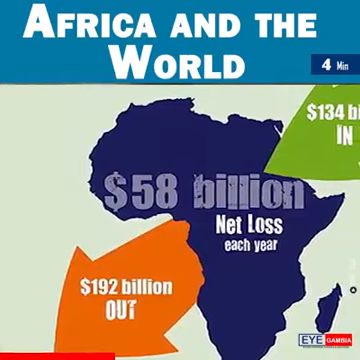 AFRICA AND THE
WORLD
4 Min
$134 bi
IN
$58 billion
Net Loss
each year
$192 billion
OUT
EYE GAMBIA